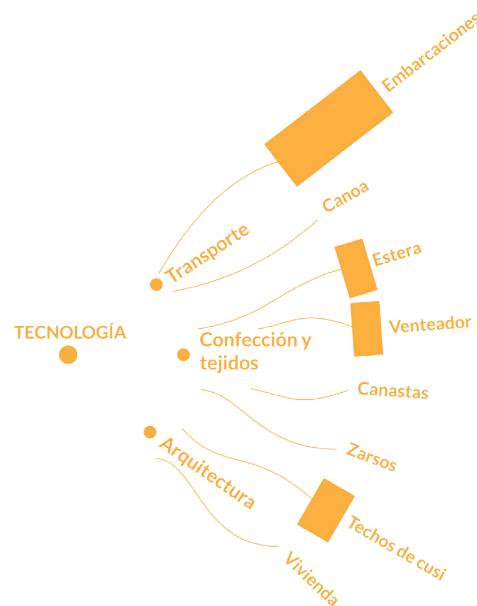 Embarcaciones
Canoa
Transporte
Estera
Venteador
TECNOLOGÍA
Confección y
tejidos
Canastas
Zarsos
Arquitectura
Techos de cusi
Vivienda